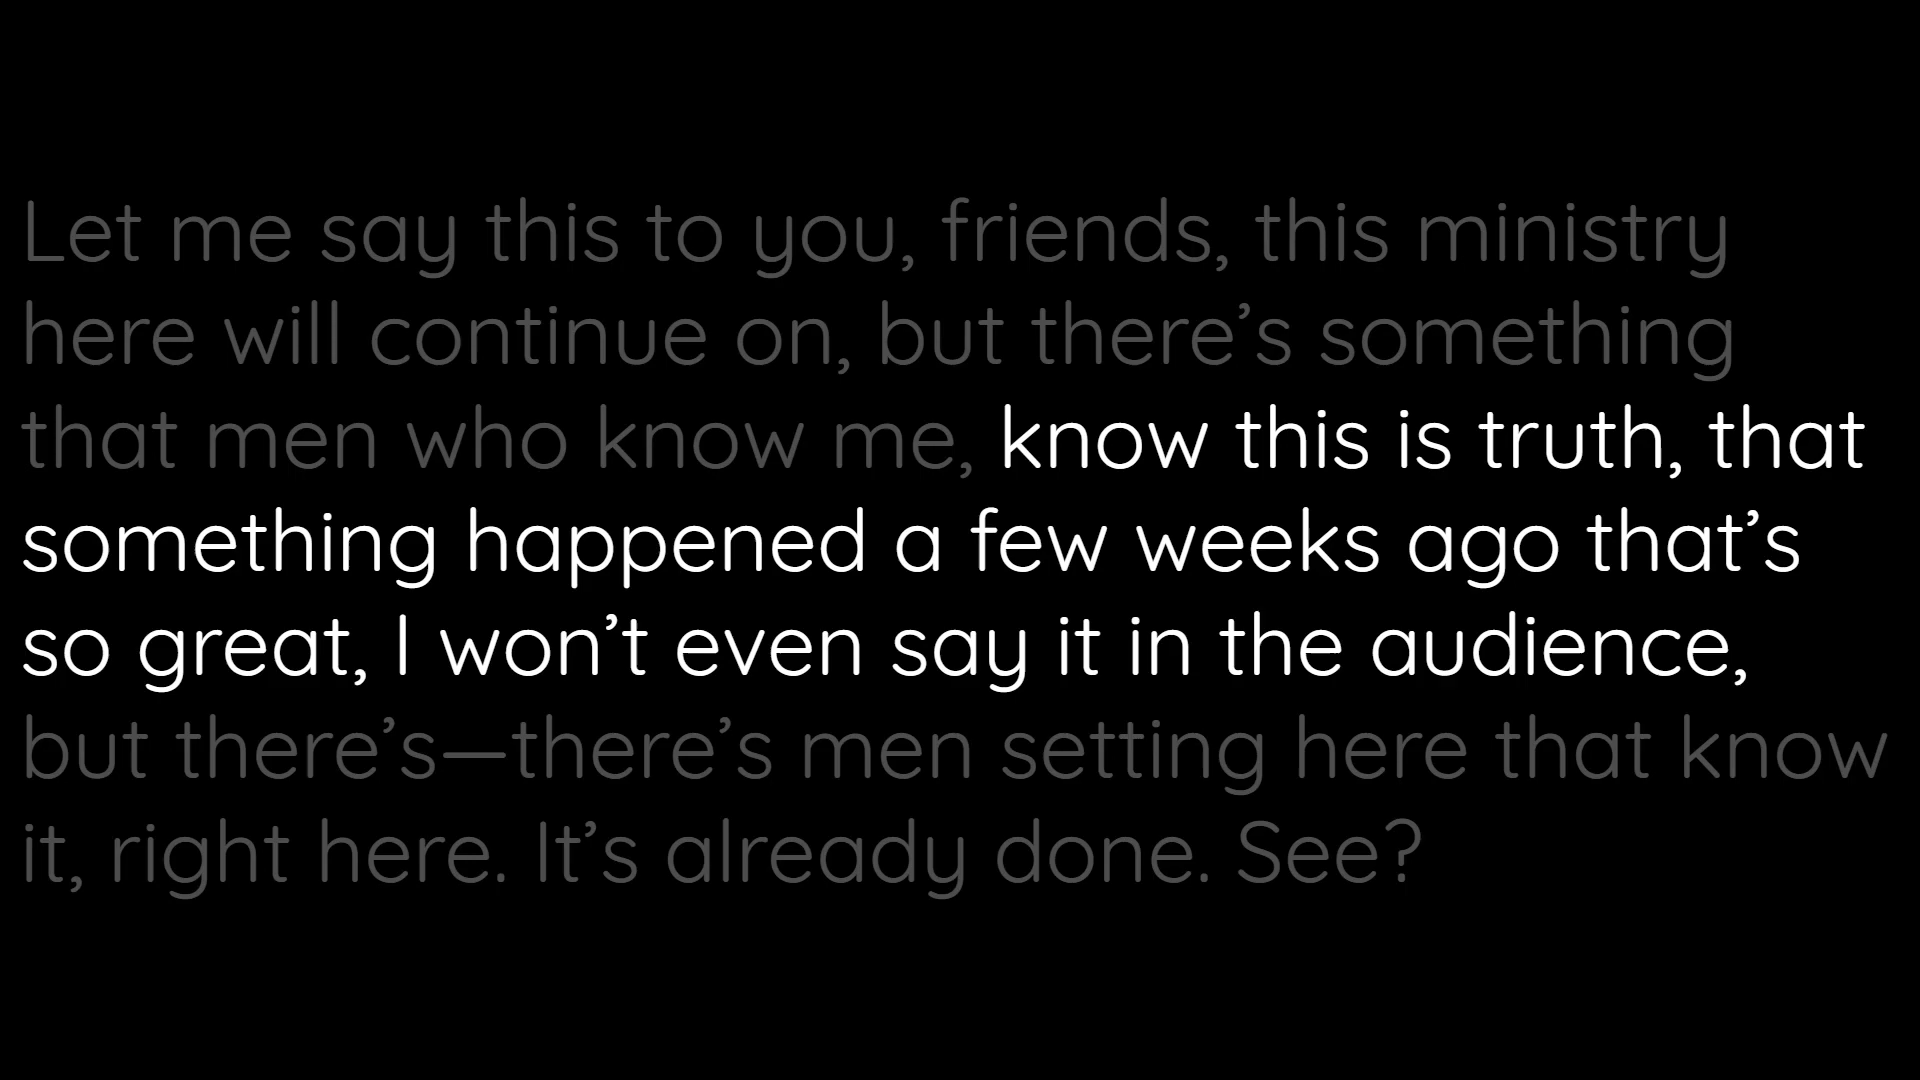 Let me say this to you, friends, this ministry
here will continue on, but there’s something
that men who know me, know this is truth, that
something happened a few weeks ago that’s
so great, I won’t even say it in the audience,
but there’s—there’s men setting here that know
it, right here. It’s already done. See?